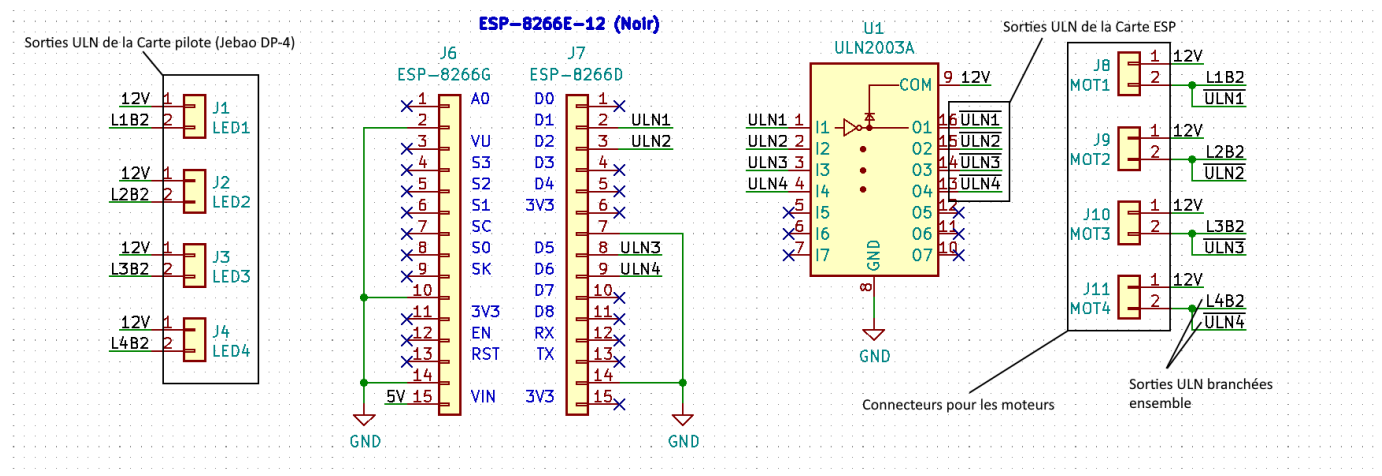 ESP-8266E-12 (Noir)
Sorties ULN de la Carte pilote (Jebao DP-4)
12V 1
L1B2 2
J1
LED1
12V 1
L2B2 2
J2
LED2
12V 1
L3B2 2
J3
LED3
12V 1
L4B2 2
J4
LED4
J6
ESP-8266G
1 A0
2
3 VU
4 S3
5 S2
6 S1
7 SC
8 S0
9 SK
10
11 3V3
12 EN
13 RST
14
5V 15 VIN
GND
J7
ESP-8266D
D0 1
D1 2 ULN1
D2 3 ULN2
D3 4
D4 5
3V3 6
7
D5 8 ULN3
D6 9 ULN4
D7 10
D8 11
RX 12
TX 13
14
3V3 15
GND
U1
ULN2003A
COM 9 12V
ULN1 1 I1 O1 16 ULN1
ULN2 2 I2 O2 15 ULN2
ULN3 3 I3 O3 14 ULN3
ULN4 4 I4 O4 13 ULN4
5 I5 O5 12
6 I6 O6 11
7 I7 O7 10
GND
8
GND
Sorties ULN de la Carte ESP
J8
MOT1
1 12V
2 L1B2
ULN1
J9
MOT2
1 12V
2 L2B2
ULN2
J10
MOT3
1 12V
2 L3B2
ULN3
J11
MOT4
1 12V
2 L4B2
ULN4
Connecteurs pour les moteurs
Sorties ULN branchées
ensemble